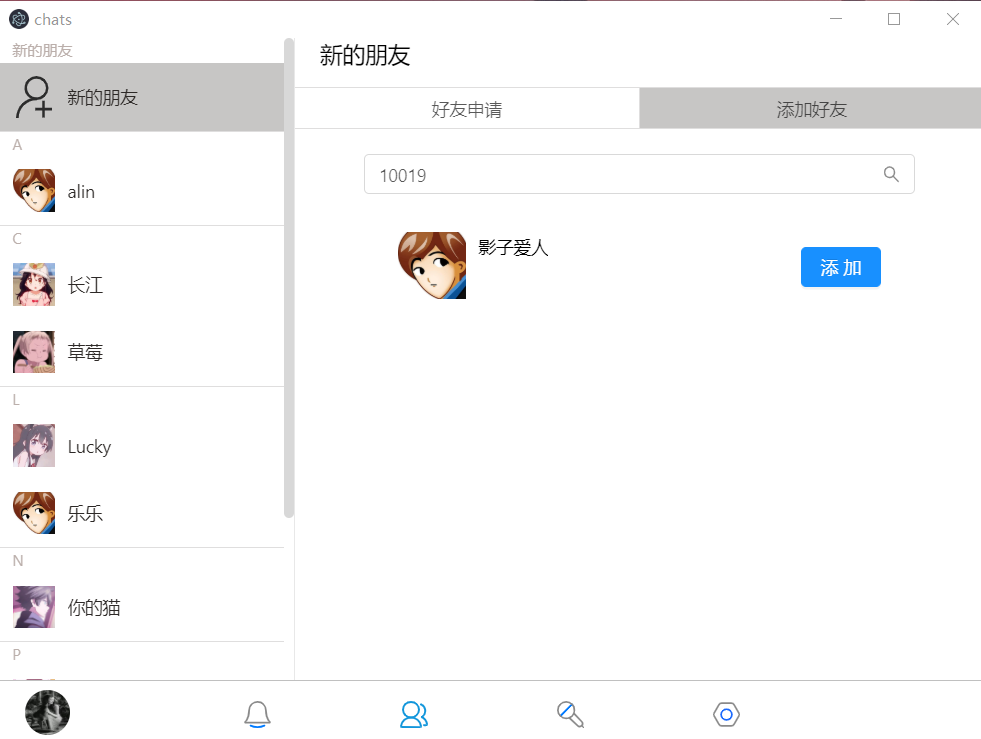 chats
新的朋友
新的朋友
A
alin
C
长江
草莓
L
Lucky
乐乐
N
你的猫
P
新的朋友
好友申请
添加好友
10019
影子爱人
添加